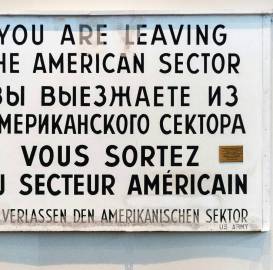 YOU ARE LEAVING
HE AMERICAN SECTOR
ВЫ ВЫЕЗЖАЕТЕ ИЗ
МЕРИКАНСКОГО СЕКТОРА
VOUS SORTEZ
U SECTEUR AMÉRICAIN
VERLASSEN DEN AMERIKANISCHEN SEKTOR
US ARMY